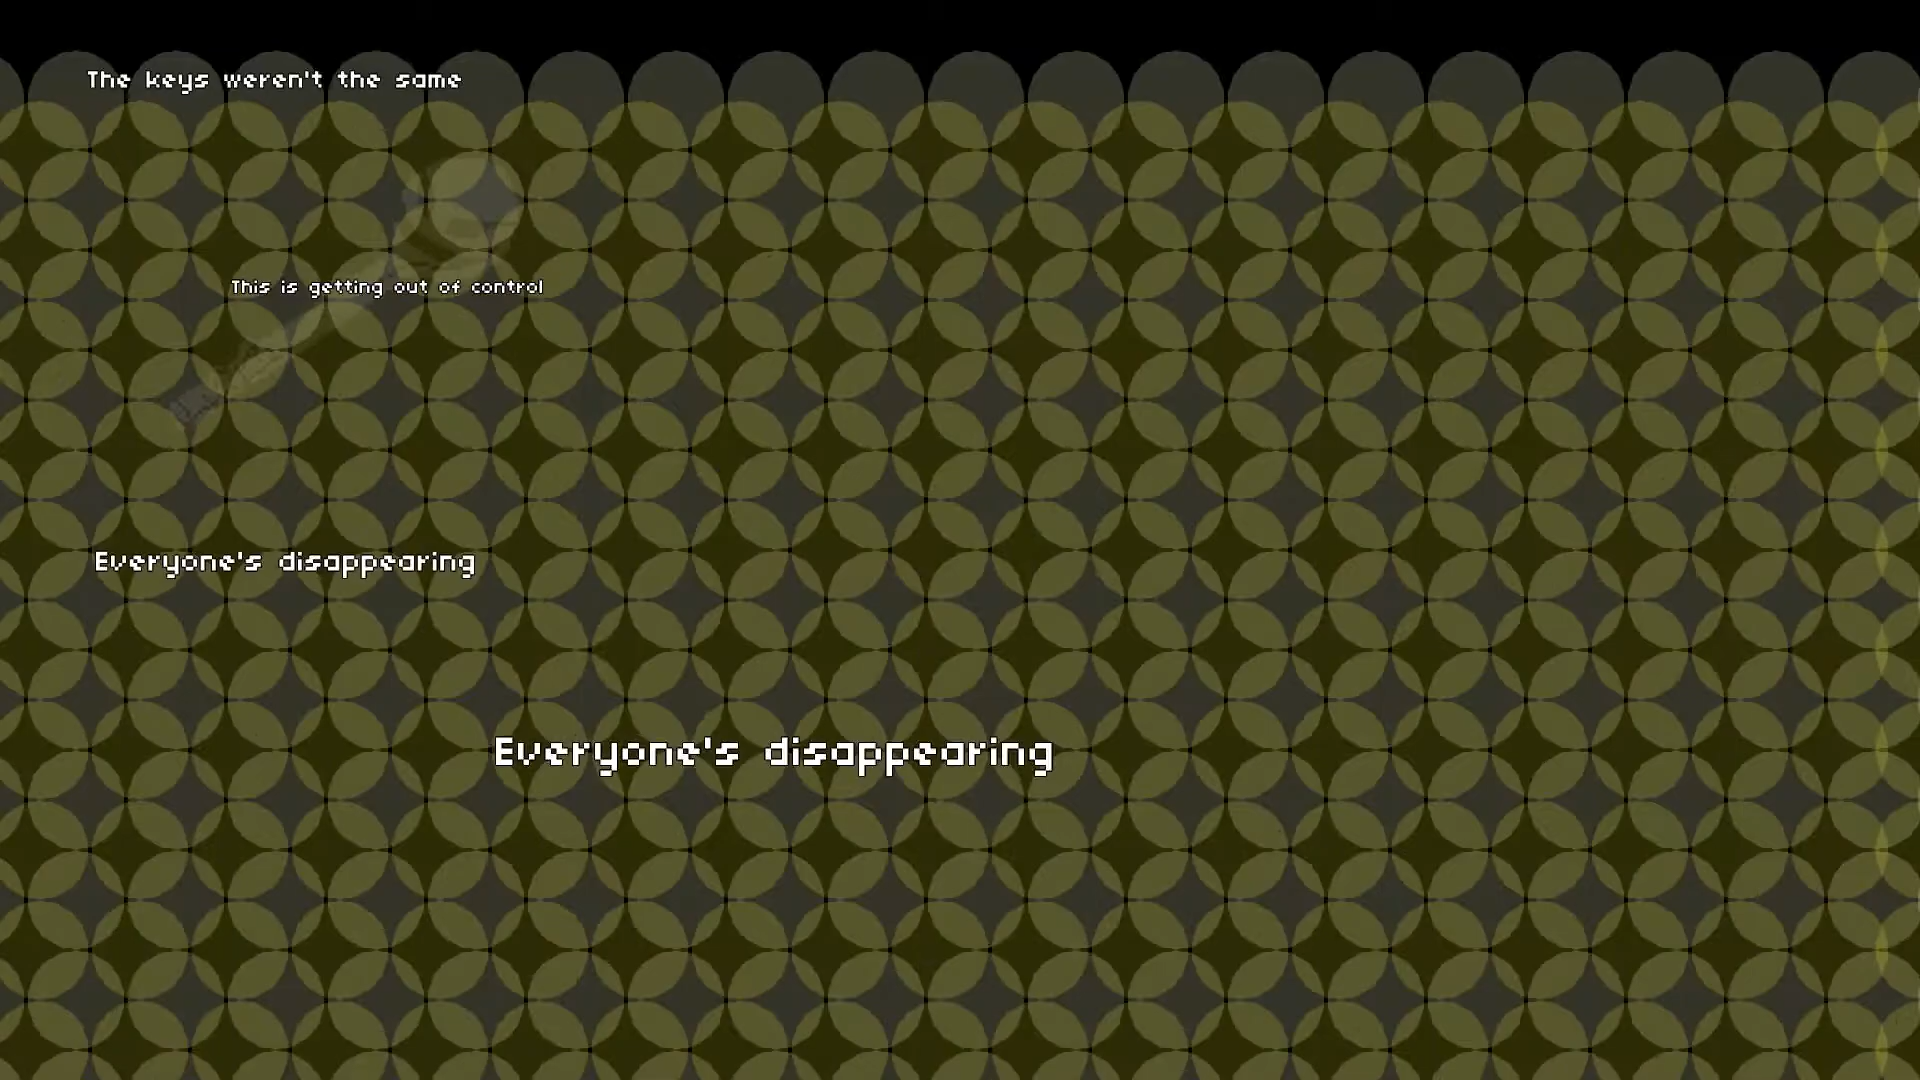 The keys weren't the same
This is getting out of control
Everyone's disappearing
Everyone's disappearing